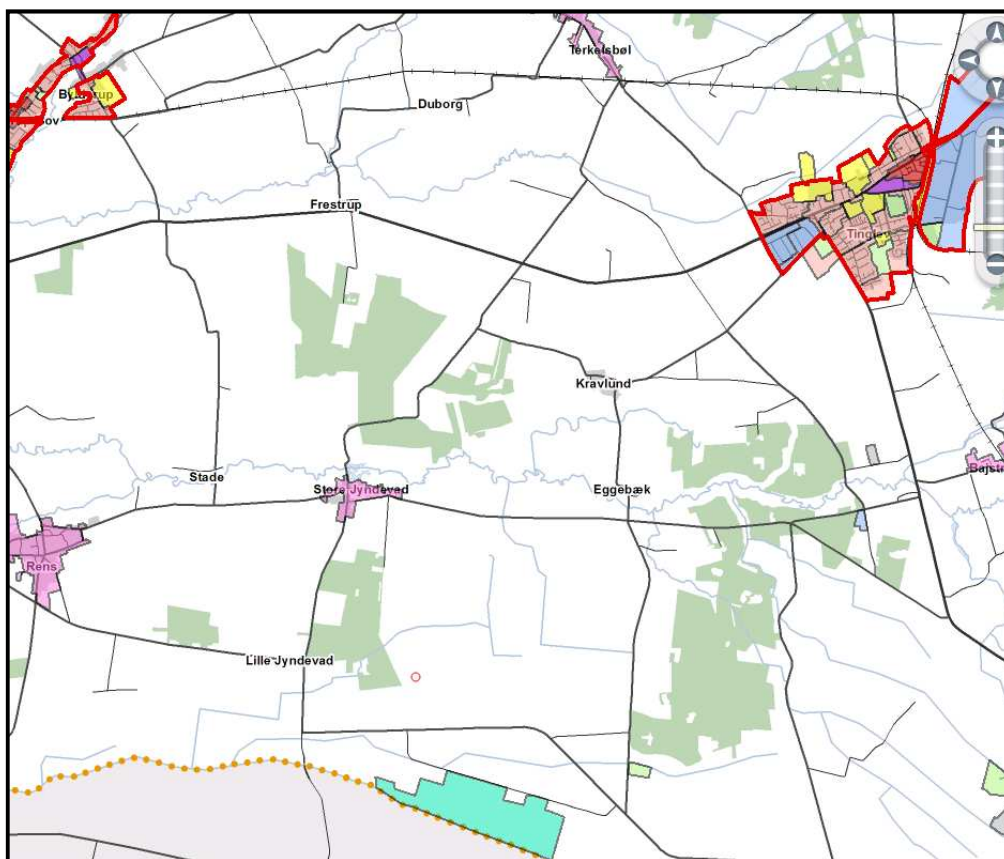 Terkelsbøl
Duborg
Frestrup
Kravlund
Stade
Store Jyndevad
Eggebæk
Rens
Lille Jyndevad